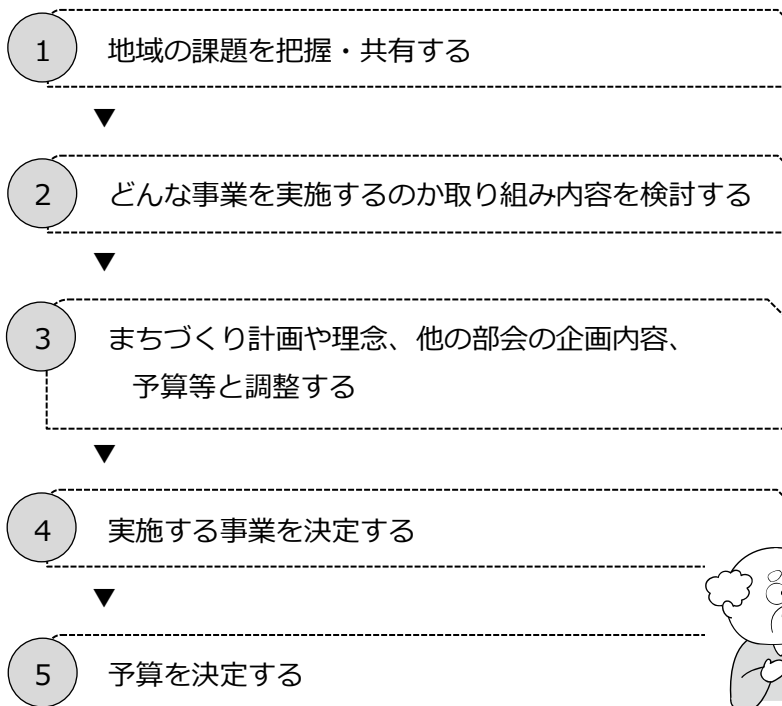 1 地域の課題を把握・共有する
▼
2 どんな事業を実施するのか取り組み内容を検討する
▼
3 まちづくり計画や理念、他の部会の企画内容、
予算等と調整する
▼
4 実施する事業を決定する
▼
5 予算を決定する